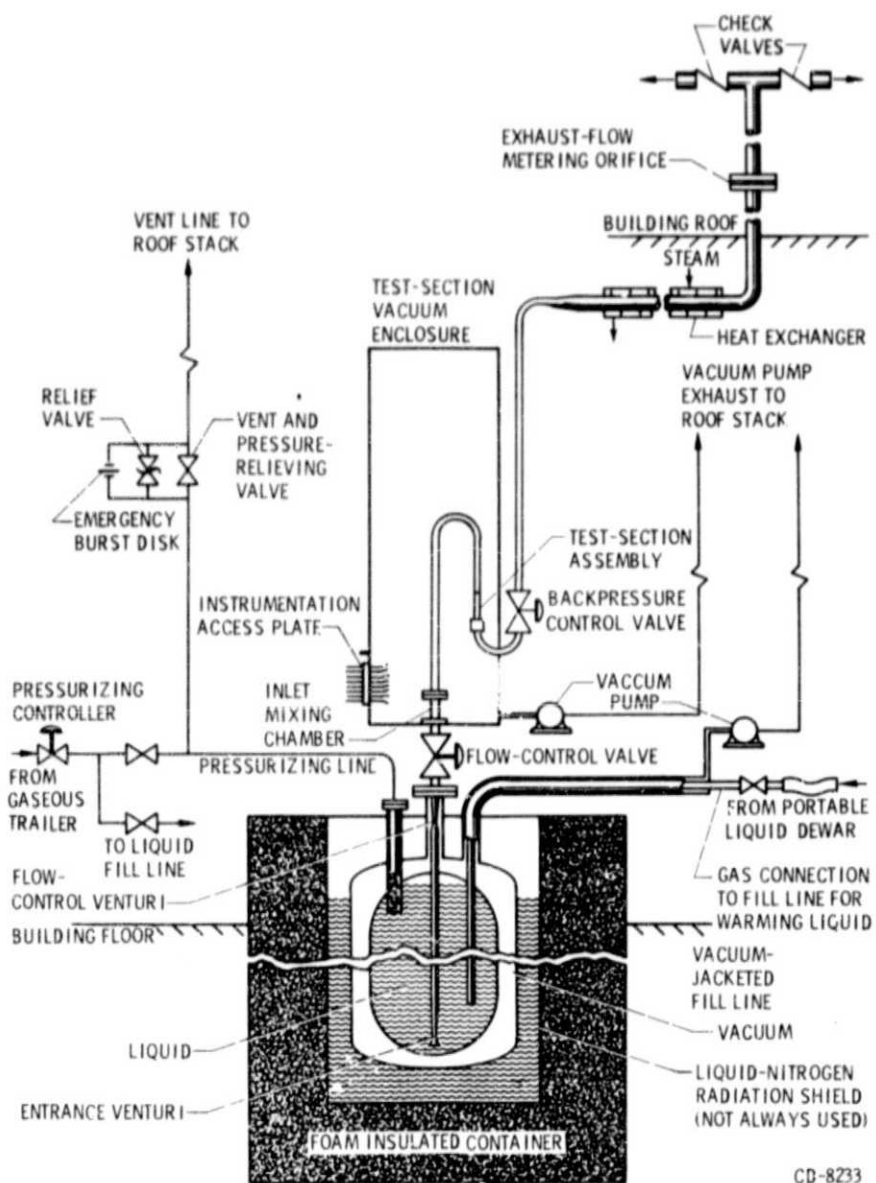 CHECK
VALVES
EXHAUST-FLOW
METERING ORIFICE
BUILDING ROOF
STEAM
HEAT EXCHANGER
VENT LINE TO
ROOF STACK
TEST-SECTION
VACUUM
ENCLOSURE
VACUUM PUMP
EXHAUST TO
ROOF STACK
RELIEF
VALVE
VENT AND
PRESSURE-
RELIEVING
VALVE
EMERGENCY
BURST DISK
TEST-SECTION
ASSEMBLY
INSTRUMENTATION
ACCESS PLATE
BACKPRESSURE
CONTROL VALVE
PRESSURIZING
CONTROLLER
INLET
MIXING
CHAMBER
VACCUM
PUMP
FLOW-CONTROL VALVE
PRESSURIZING LINE
FROM
GASEOUS
TRAILER
TO LIQUID
FILL LINE
FROM PORTABLE
LIQUID DEWAR
FLOW-
CONTROL VENTURI
GAS CONNECTION
TO FILL LINE FOR
WARMING LIQUID
BUILDING FLOOR
VACUUM-
JACKETED
FILL LINE
VACUUM
LIQUID
LIQUID-NITROGEN
RADIATION SHIELD
(NOT ALWAYS USED)
ENTRANCE VENTURI
FOAM INSULATED CONTAINER
CD-8233